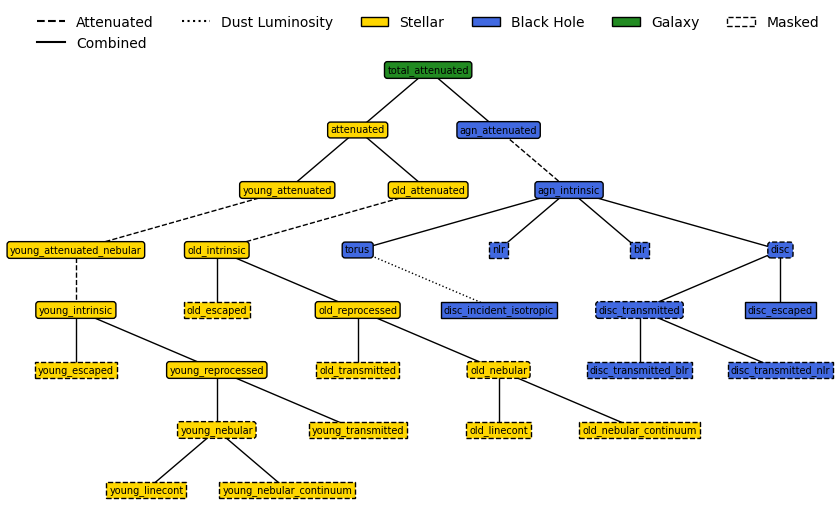 Attenuated
Dust Luminosity
Stellar
Black Hole
Galaxy
Masked
Combined
total_attenuated
attenuated
agn_attenuated
young_attenuated
old_attenuated
agn_intrinsic
young_attenuated_nebular
old_intrinsic
torus
nlr
blr
disc
young_intrinsic
old_escaped
old_reprocessed
disc_incident_isotropic
disc_transmitted
disc_escaped
young_escaped
young_reprocessed
old_transmitted
old_nebular
disc_transmitted_blr
disc_transmitted_nlr
young_nebular
young_transmitted
old_linecont
old_nebular_continuum
young_linecont
young_nebular_continuum